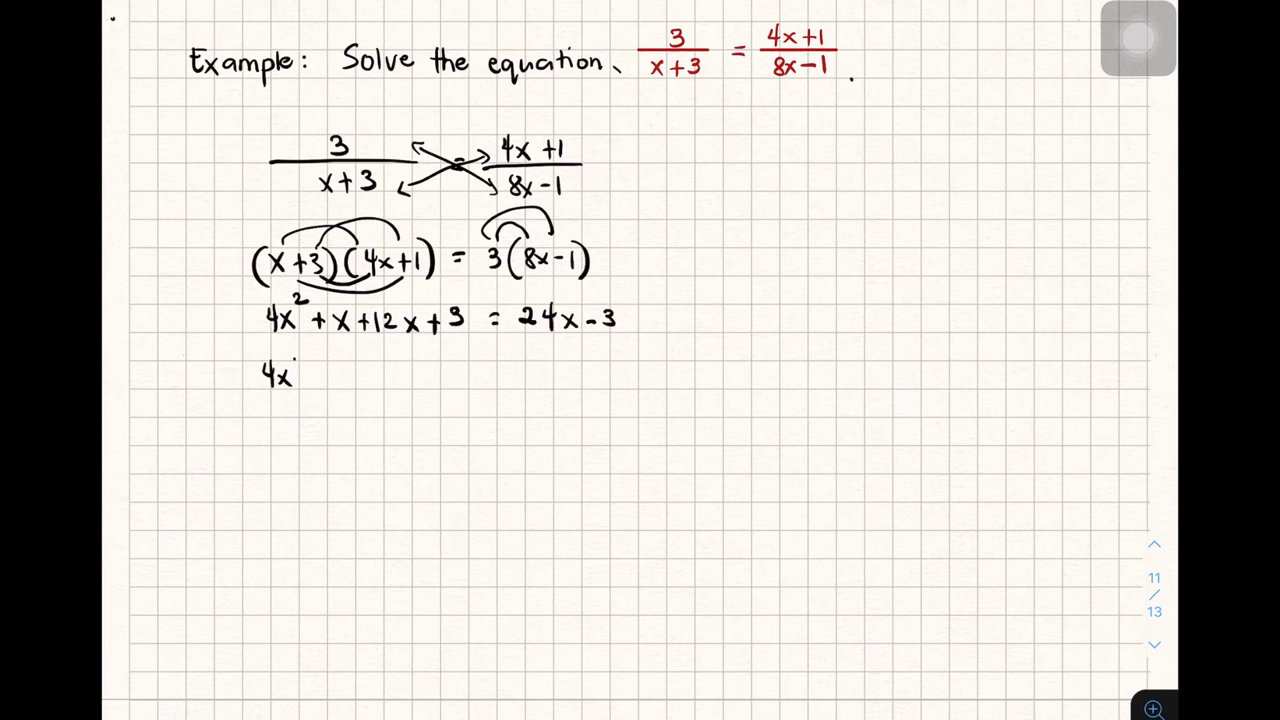 Example: Solve the equation, 3/(x+3) = (4x+1)/(8x-1).
3/(x+3) = (4x+1)/(8x-1)
(x+3)(4x+1) = 3(8x-1)
4x² + x + 12x + 3 = 24x - 3
4x
11
/
13